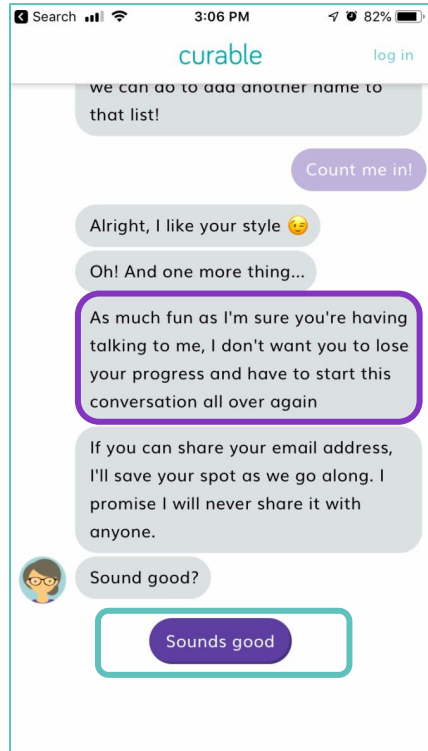 Search 3:06 PM 82%
curable log in
we can do to add another name to
that list!
Count me in!
Alright, I like your style 😉
Oh! And one more thing...
As much fun as I'm sure you're having
talking to me, I don't want you to lose
your progress and have to start this
conversation all over again
If you can share your email address,
I'll save your spot as we go along. I
promise I will never share it with
anyone.
Sound good?
Sounds good